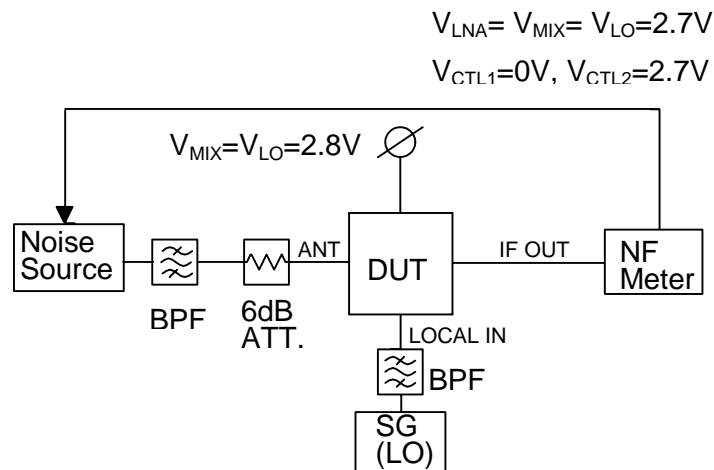 V_LNA= V_MIX= V_LO=2.7V
V_CTL1=0V, V_CTL2=2.7V
V_MIX=V_LO=2.8V
Noise
Source
BPF
6dB
ATT.
ANT
DUT
IF OUT
NF
Meter
LOCAL IN
BPF
SG
(LO)